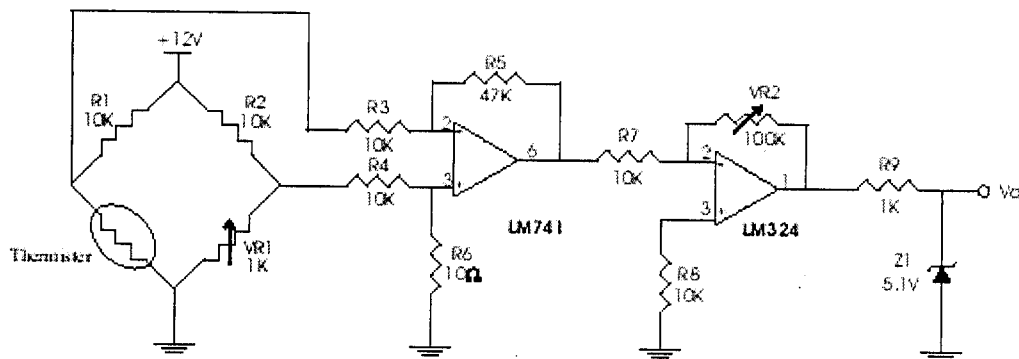 +12V
R1
10K
R2
10K
Thermister
VR1
1K
R3
10K
R4
10K
R5
47K
2
3
6
LM741
R6
10Ω
R7
10K
VR2
100K
2
3
1
LM324
R8
10K
R9
1K
Vo
Z1
5.1V